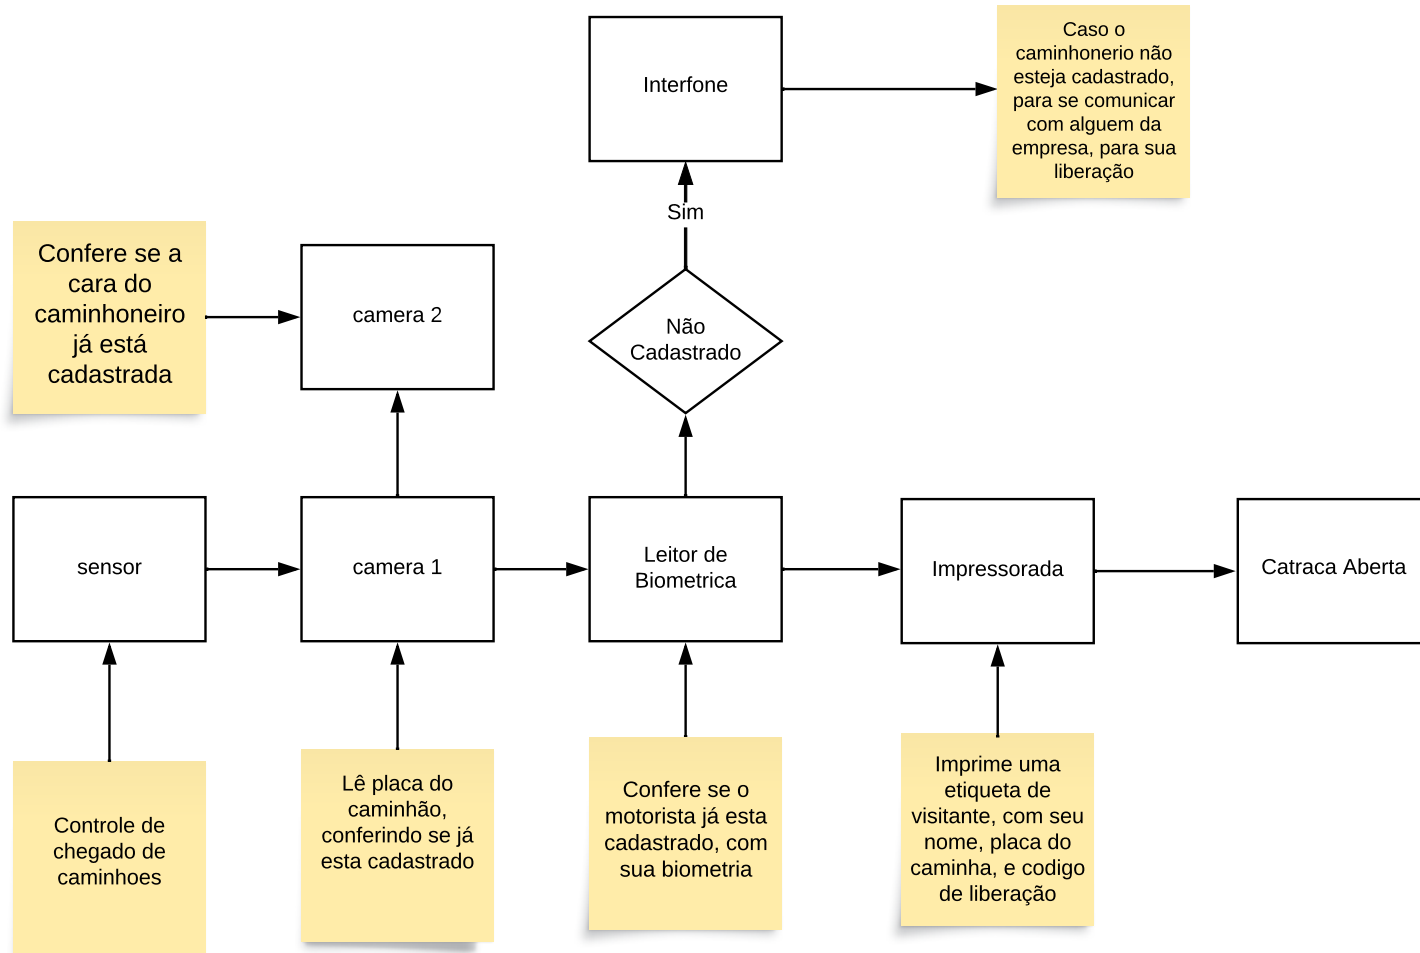 Interfone
Caso o
caminhonerio não
esteja cadastrado,
para se comunicar
com alguem da
empresa, para sua
liberação
Sim
Confere se a
cara do
caminhoneiro
já está
cadastrada
camera 2
Não
Cadastrado
sensor
camera 1
Leitor de
Biometrica
Impressorada
Catraca Aberta
Controle de
chegado de
caminhoes
Lê placa do
caminhão,
conferindo se já
esta cadastrado
Confere se o
motorista já esta
cadastrado, com
sua biometria
Imprime uma
etiqueta de
visitante, com seu
nome, placa do
caminha, e codigo
de liberação